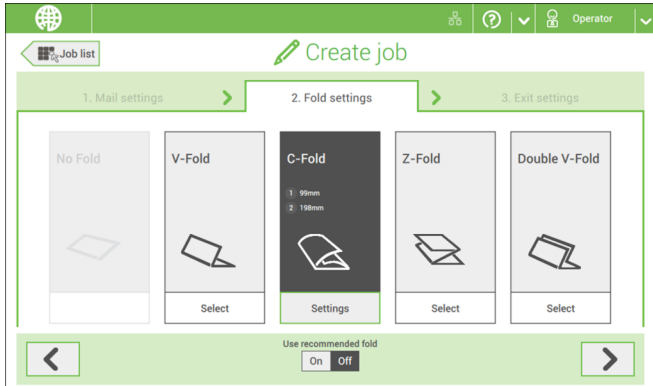 Operator
Job list
Create job
1. Mail settings
2. Fold settings
3. Exit settings
No Fold
V-Fold
C-Fold
Z-Fold
Double V-Fold
1 99mm
2 198mm
Select
Settings
Select
Select
Use recommended fold
On Off